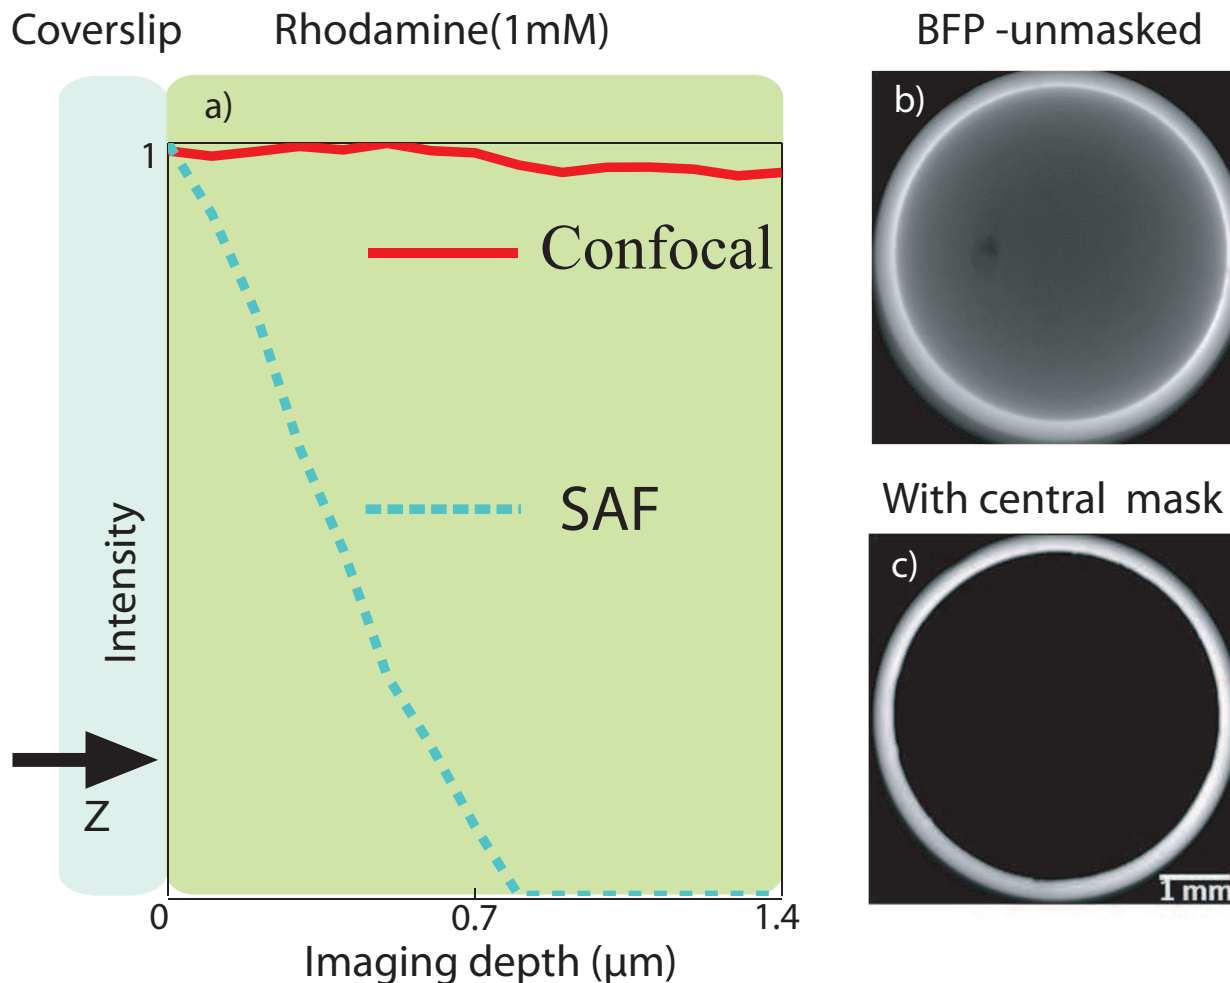 Coverslip
Rhodamine(1mM)
BFP -unmasked
a)
b)
1
Confocal
SAF
With central mask
c)
Intensity
Z
1 mm
0
0.7
1.4
Imaging depth (µm)